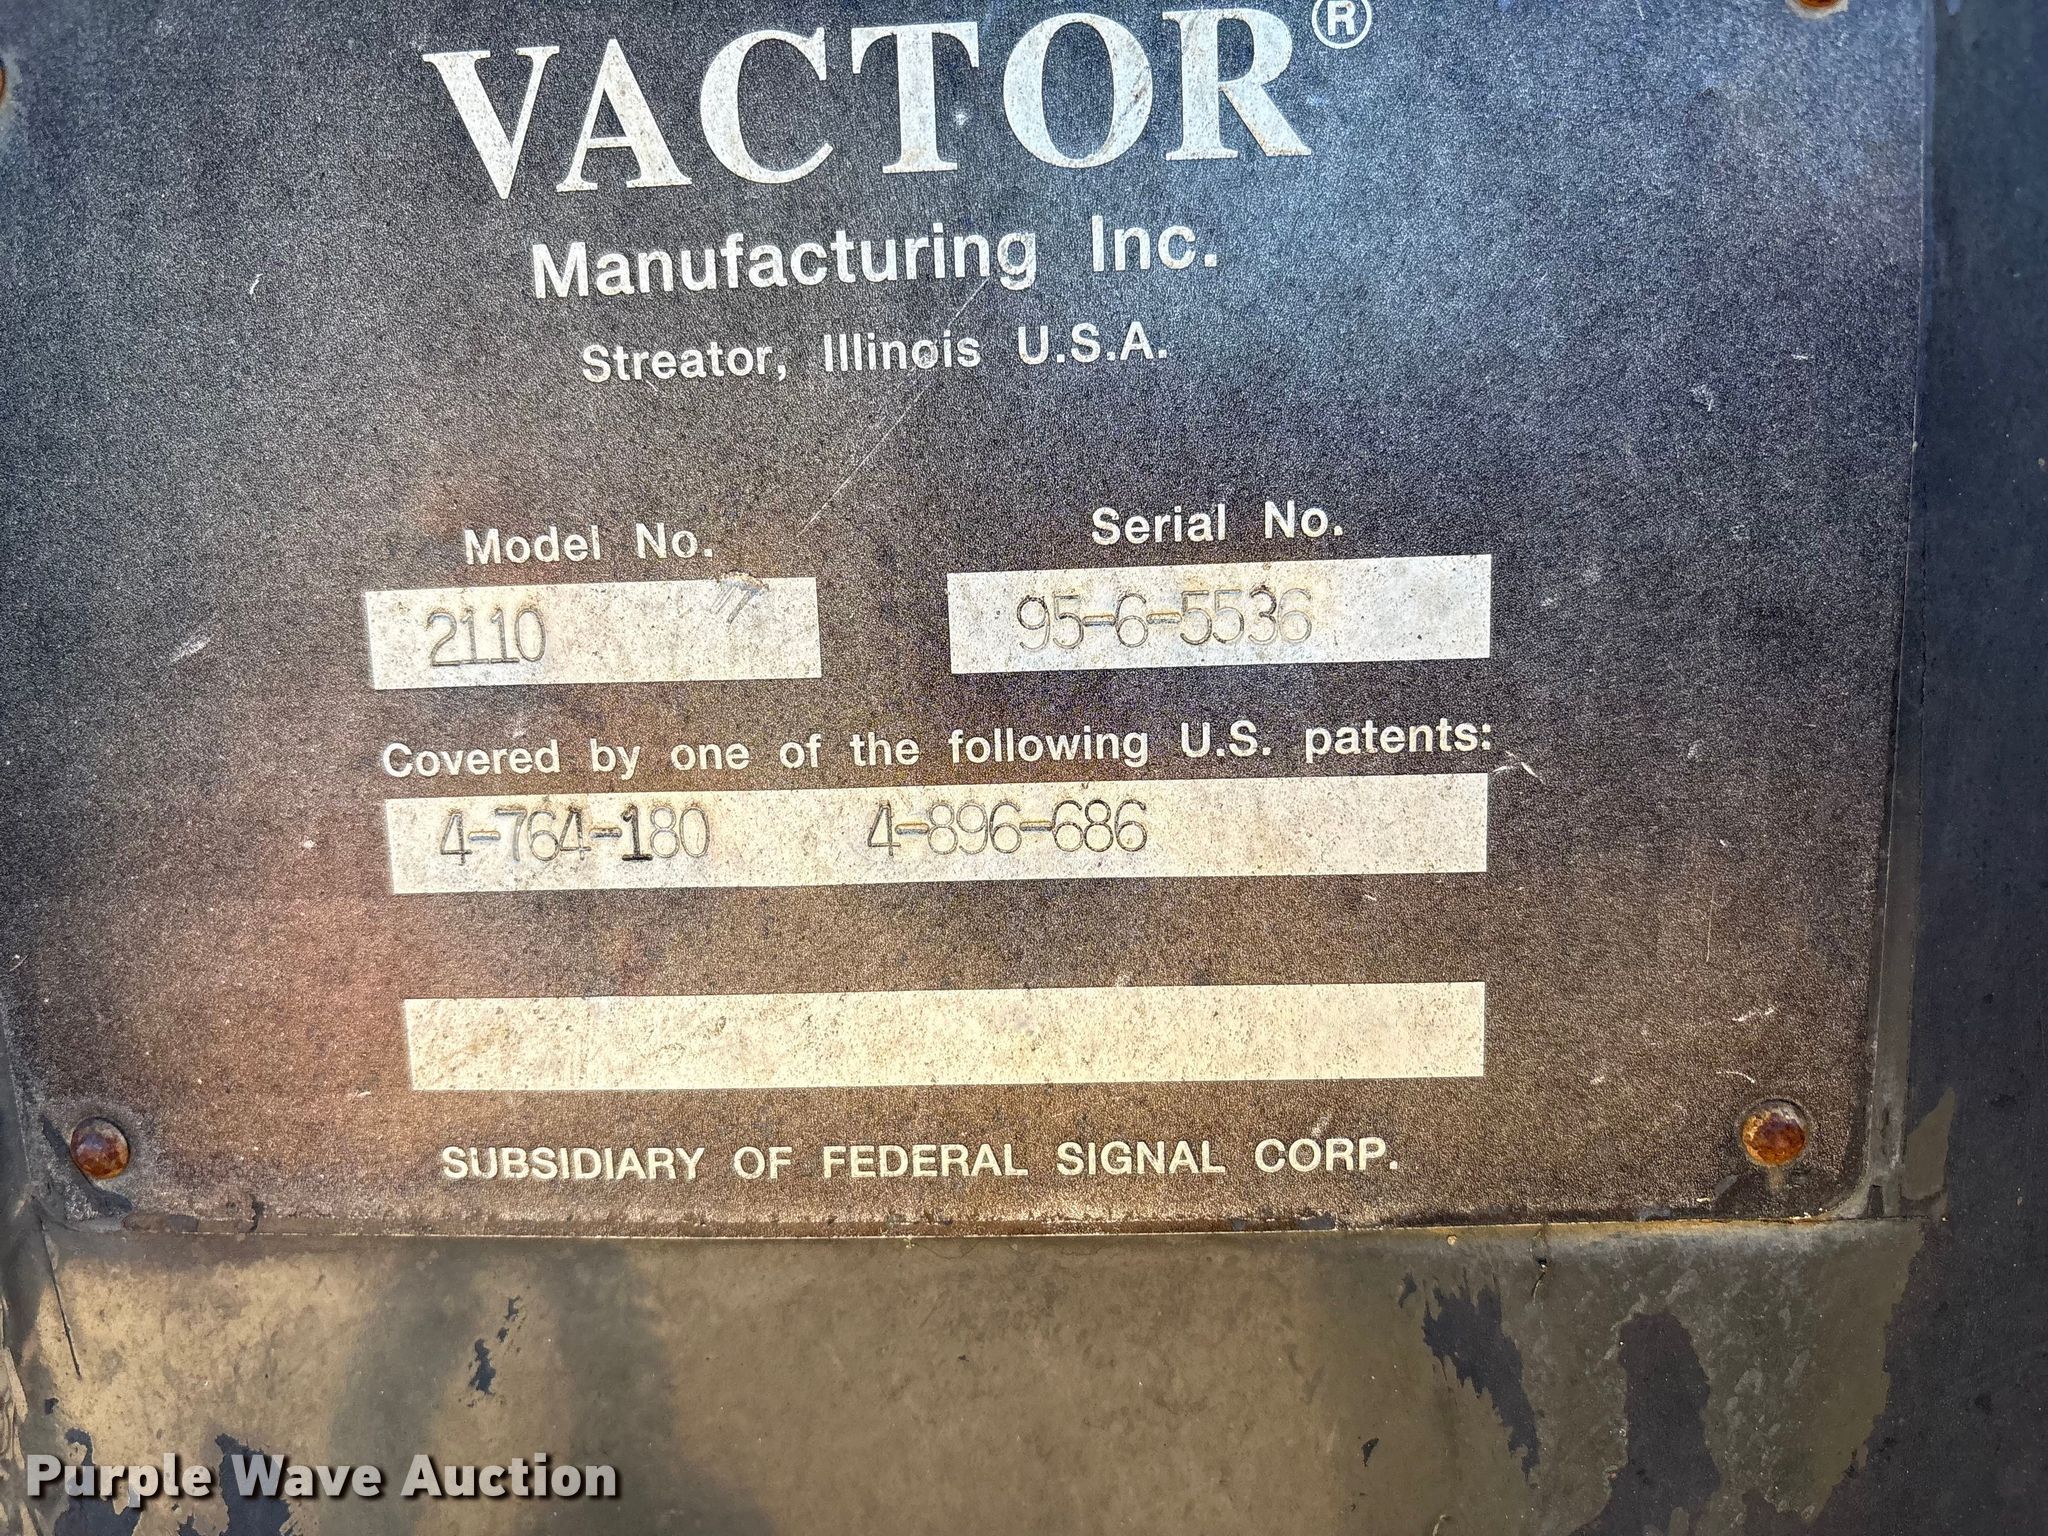 VACTOR®
Manufacturing Inc.
Streator, Illinois U.S.A.
Model No. Serial No.
2110 95-6-5536
Covered by one of the following U.S. patents:
4-764-180 4-896-686
SUBSIDIARY OF FEDERAL SIGNAL CORP.
Purple Wave Auction